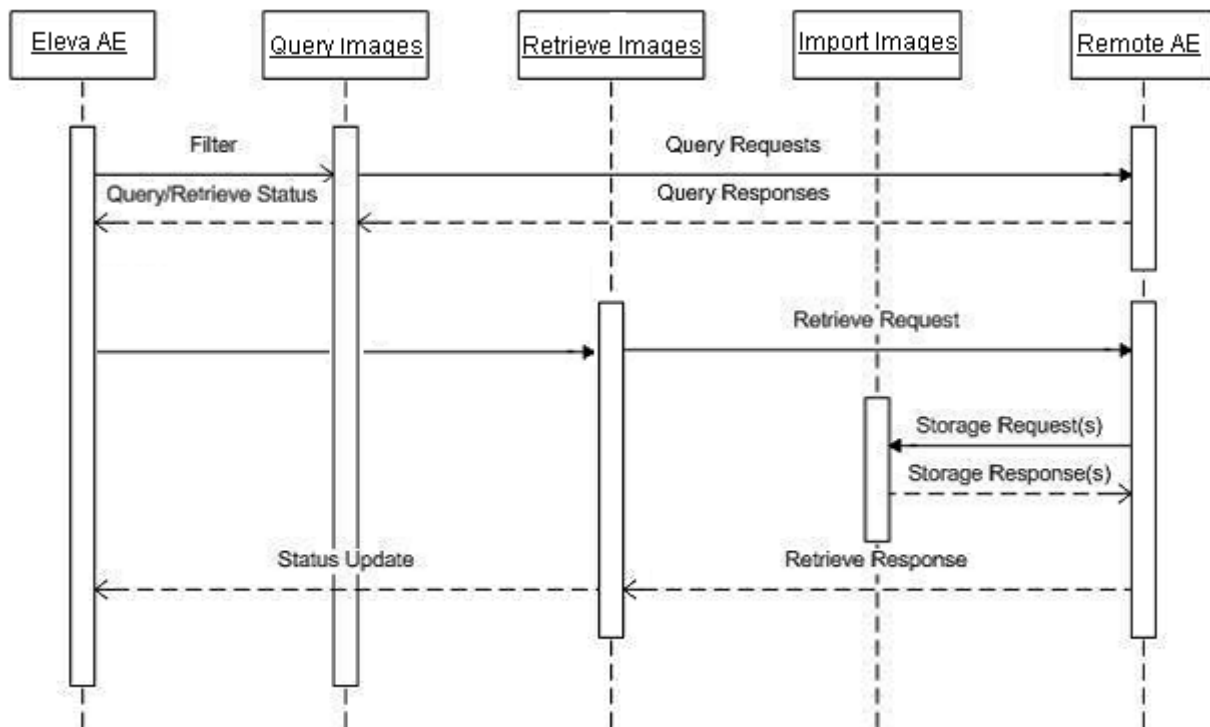 Eleva AE
Query Images
Retrieve Images
Import Images
Remote AE
Filter
Query Requests
Query/Retrieve Status
Query Responses
Retrieve Request
Storage Request(s)
Storage Response(s)
Status Update
Retrieve Response